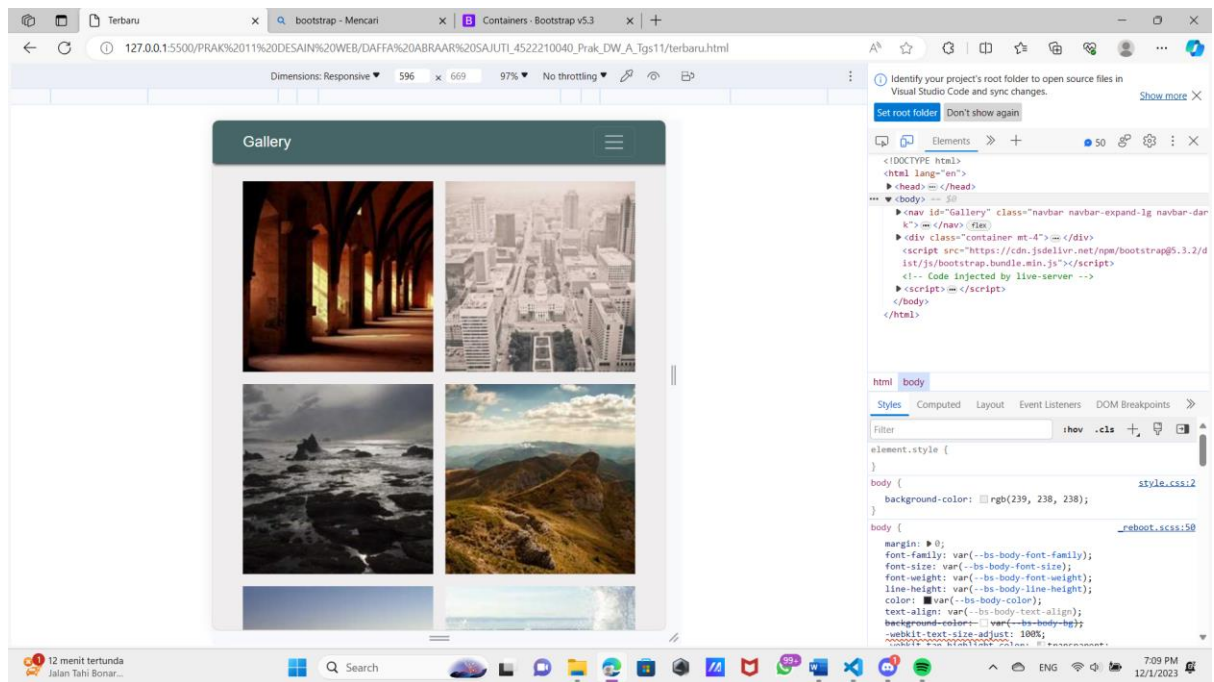 Terbaru
bootstrap - Mencari
B Containers · Bootstrap v5.3
127.0.0.1:5500/PRAK%2011%20DESAIN%20WEB/DAFFA%20ABRAAR%20SAJUTI_4522210040_Prak_DW_A_Tgs11/terbaru.html
Dimensions: Responsive ▼ 596 x 669 97% ▼ No throttling ▼
Gallery
Identify your project's root folder to open source files in
Visual Studio Code and sync changes.
Show more
Set root folder Don't show again
Elements 50
<!DOCTYPE html>
<html lang="en">
<head> ⋯ </head>
••• ▼ <body> == $0
<nav id="Gallery" class="navbar navbar-expand-lg navbar-dar
k"> ⋯ </nav> flex
<div class="container mt-4"> ⋯ </div>
<script src="https://cdn.jsdelivr.net/npm/bootstrap@5.3.2/d
ist/js/bootstrap.bundle.min.js"></script>
<!-- Code injected by live-server -->
<script> ⋯ </script>
</body>
</html>
html body
Styles Computed Layout Event Listeners DOM Breakpoints
Filter :hov .cls
element.style {
}
body { style.css:2
background-color: rgb(239, 238, 238);
}
body { _reboot.scss:50
margin: ▶ 0;
font-family: var(--bs-body-font-family);
font-size: var(--bs-body-font-size);
font-weight: var(--bs-body-font-weight);
line-height: var(--bs-body-line-height);
color: var(--bs-body-color);
text-align: var(--bs-body-text-align);
background-color: var(--bs-body-bg);
-webkit-text-size-adjust: 100%;
-webkit-tap-highlight-color: transparent;
12 menit tertunda
Jalan Tahi Bonar...
Search
99+
ENG
7:09 PM
12/1/2023